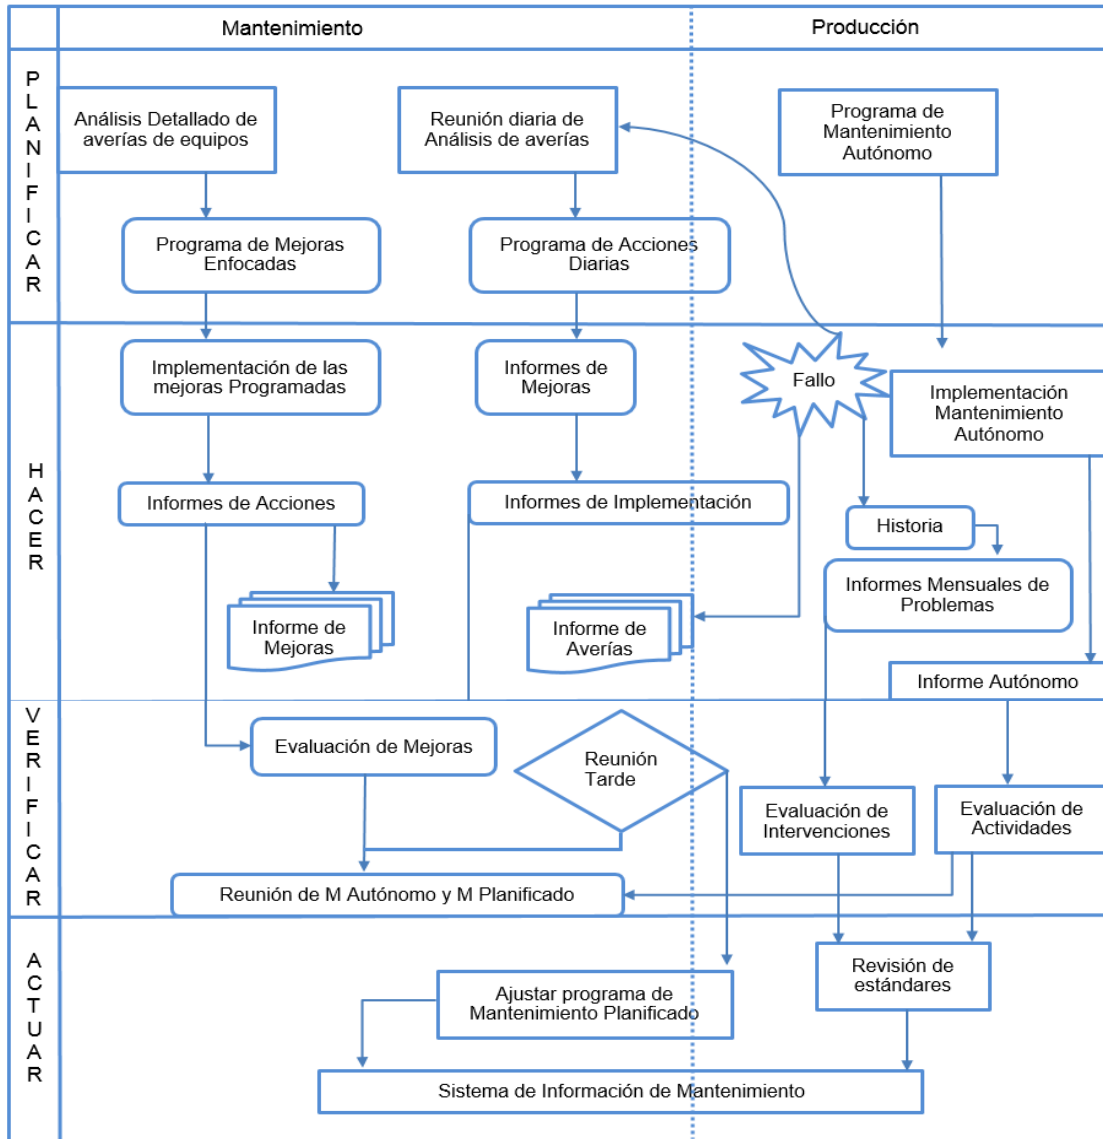 Mantenimiento
Producción
PLANIFICAR
Análisis Detallado de
averías de equipos
Reunión diaria de
Análisis de averías
Programa de
Mantenimiento
Autónomo
Programa de Mejoras
Enfocadas
Programa de Acciones
Diarias
HACER
Implementación de las
mejoras Programadas
Informes de
Mejoras
Fallo
Implementación
Mantenimiento
Autónomo
Informes de Acciones
Informes de Implementación
Historia
Informes Mensuales de
Problemas
Informe de
Mejoras
Informe de
Averías
Informe Autónomo
VERIFICAR
Evaluación de Mejoras
Reunión
Tarde
Evaluación de
Intervenciones
Evaluación de
Actividades
Reunión de M Autónomo y M Planificado
ACTUAR
Revisión de
estándares
Ajustar programa de
Mantenimiento Planificado
Sistema de Información de Mantenimiento